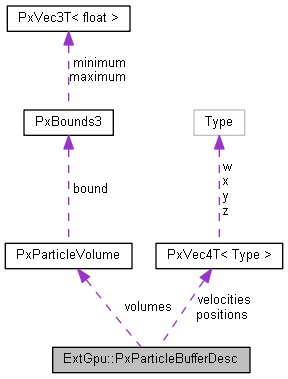 PxVec3T< float >
minimum
maximum
PxBounds3
Type
w
x
y
z
bound
PxParticleVolume
PxVec4T< Type >
volumes
velocities
positions
ExtGpu::PxParticleBufferDesc